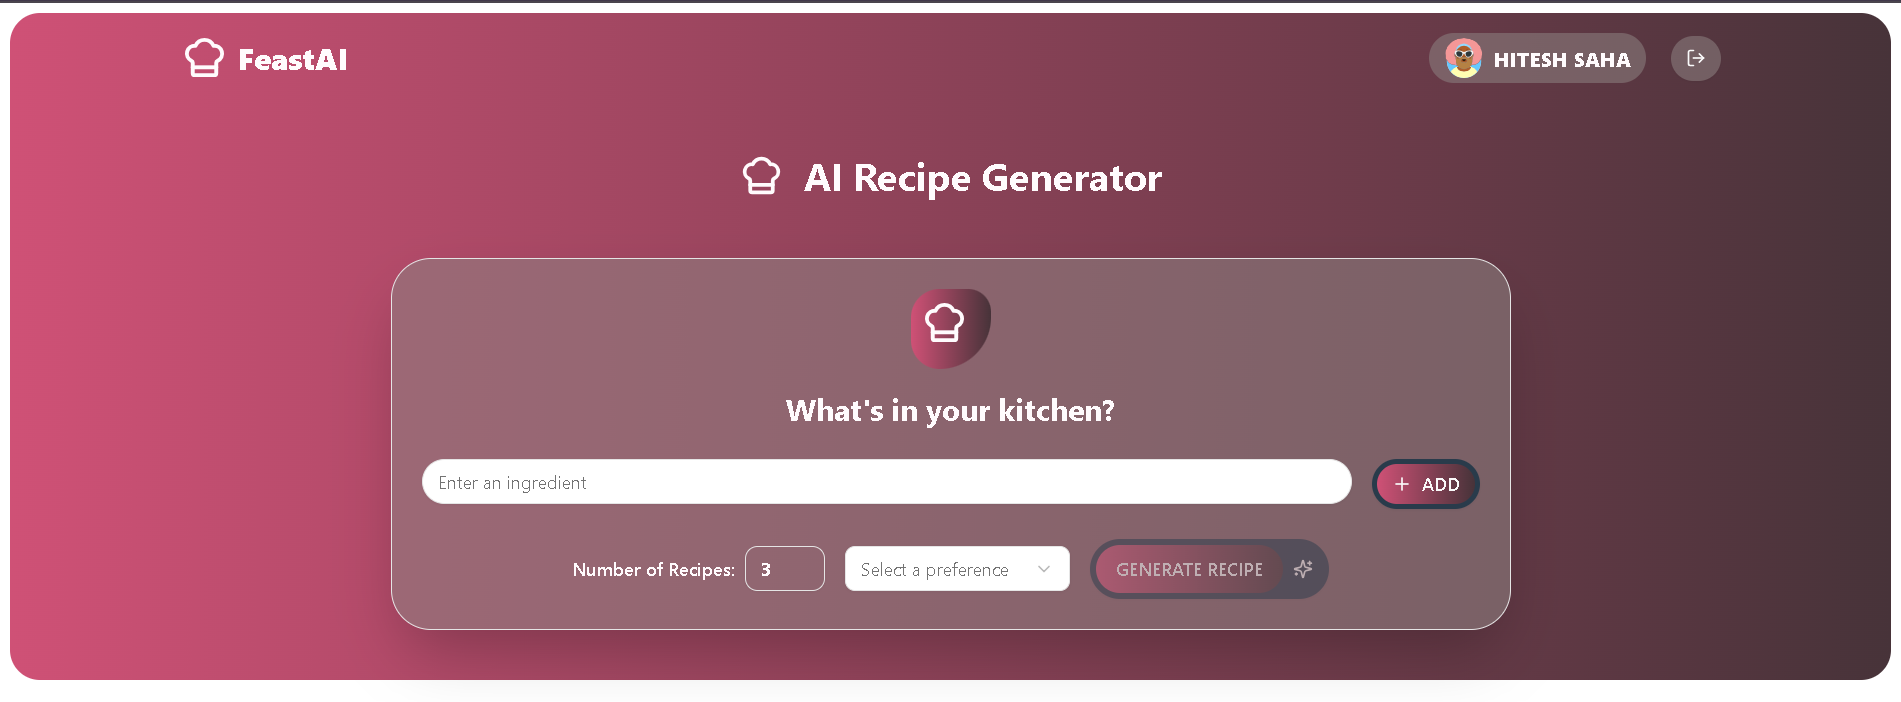 FeastAI
HITESH SAHA
AI Recipe Generator
What's in your kitchen?
Enter an ingredient
ADD
Number of Recipes: 3
Select a preference
GENERATE RECIPE